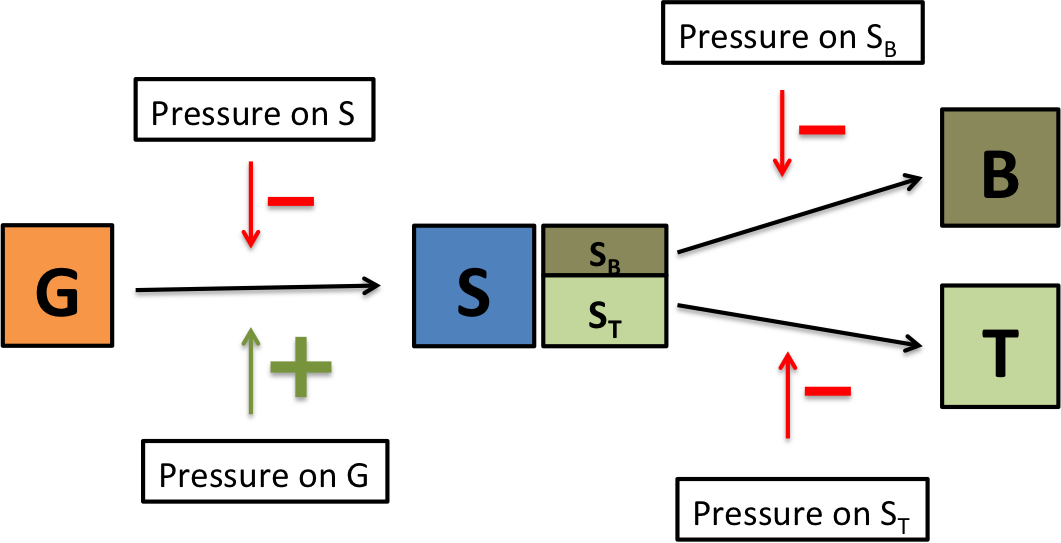 Pressure on S_B
Pressure on S
−
−
B
G
S
S_B
S_T
T
+
−
Pressure on G
Pressure on S_T